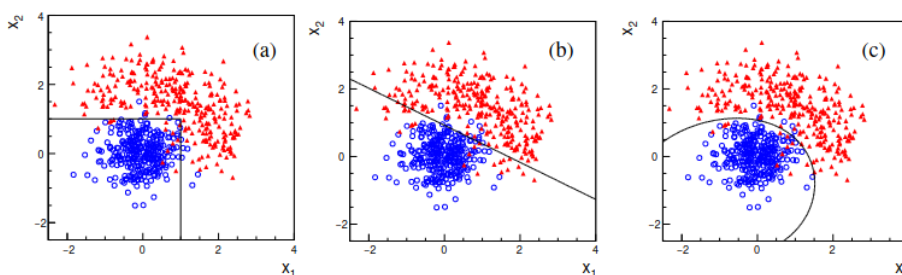 x₂ 4 2 0 −2 (a) −2 0 2 4 x₁
x₂ 4 2 0 −2 (b) −2 0 2 4 x₁
x₂ 4 2 0 −2 (c) −2 0 2